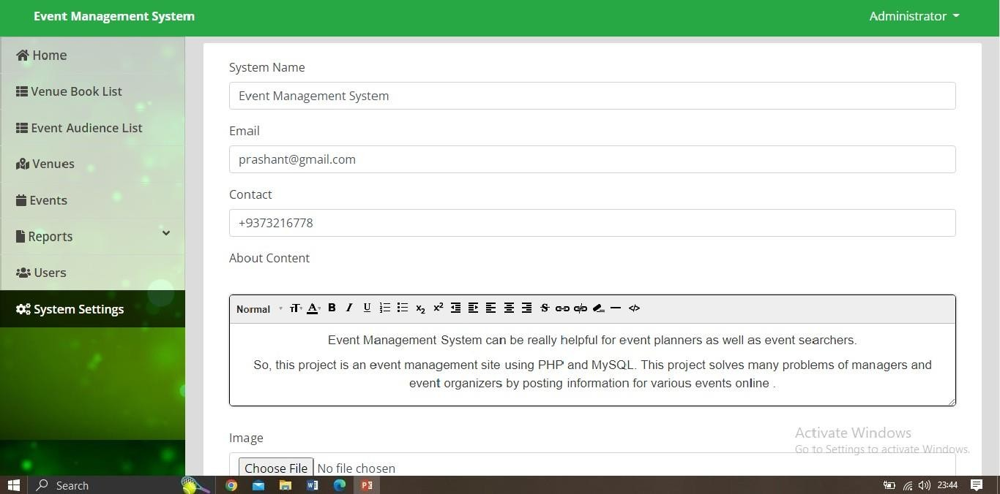 Event Management System
Administrator
Home
Venue Book List
Event Audience List
Venues
Events
Reports
Users
System Settings
System Name
Event Management System
Email
prashant@gmail.com
Contact
+9373216778
About Content
Normal
Event Management System can be really helpful for event planners as well as event searchers.
So, this project is an event management site using PHP and MySQL. This project solves many problems of managers and
event organizers by posting information for various events online .
Image
Choose File No file chosen
Activate Windows
Go to Settings to activate Windows.
Search
23:44